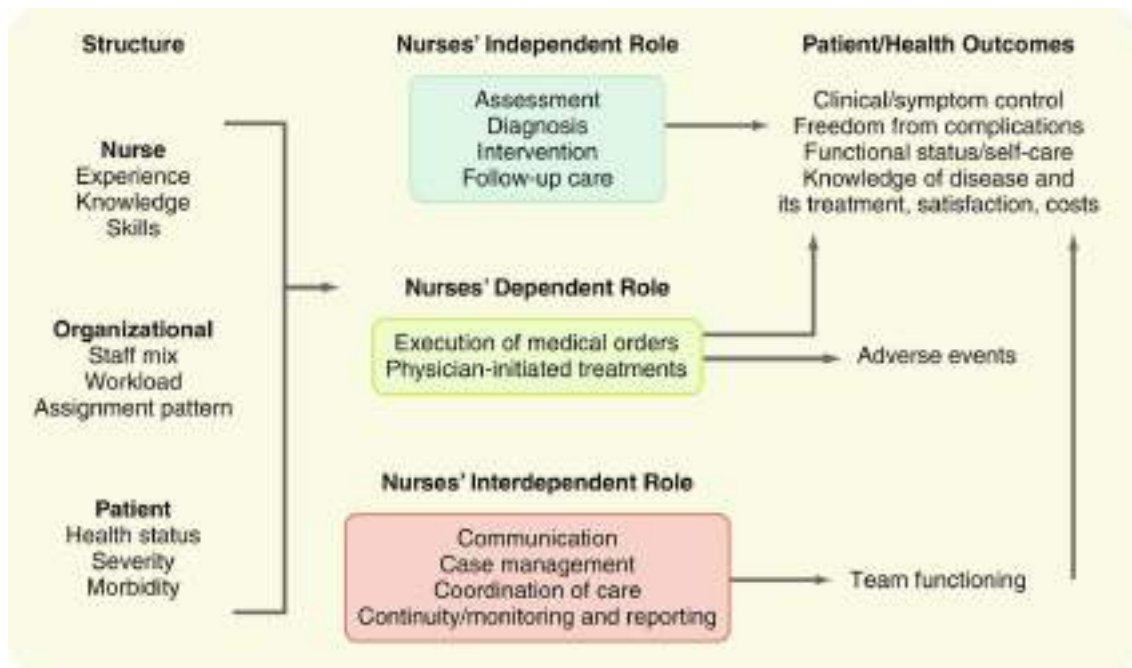 Structure
Nurse
Experience
Knowledge
Skills
Organizational
Staff mix
Workload
Assignment pattern
Patient
Health status
Severity
Morbidity
Nurses' Independent Role
Assessment
Diagnosis
Intervention
Follow-up care
Nurses' Dependent Role
Execution of medical orders
Physician-initiated treatments
Nurses' Interdependent Role
Communication
Case management
Coordination of care
Continuity/monitoring and reporting
Patient/Health Outcomes
Clinical/symptom control
Freedom from complications
Functional status/self-care
Knowledge of disease and
its treatment, satisfaction, costs
Adverse events
Team functioning